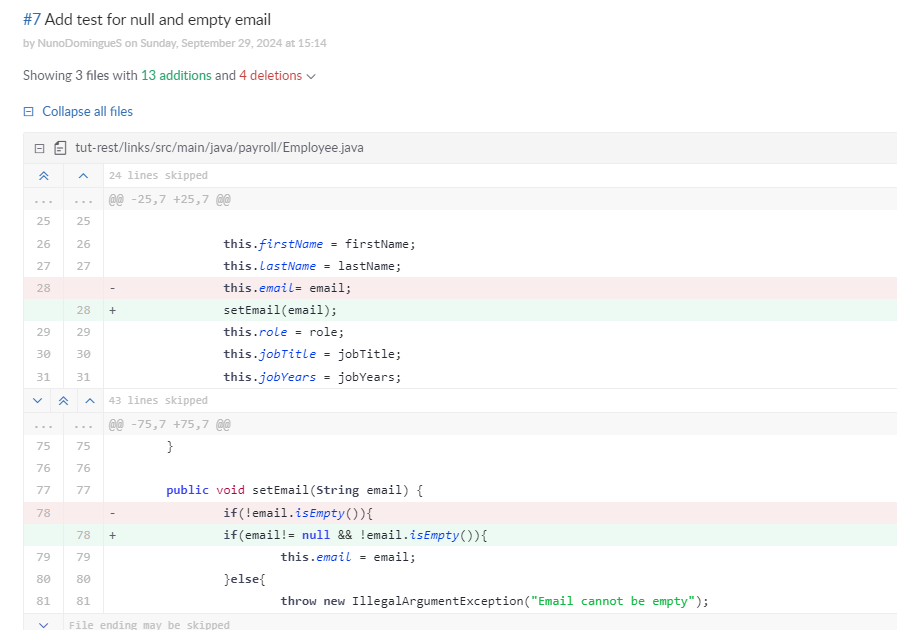 #7 Add test for null and empty email
by NunoDomingueS on Sunday, September 29, 2024 at 15:14
Showing 3 files with 13 additions and 4 deletions
Collapse all files
tut-rest/links/src/main/java/payroll/Employee.java
24 lines skipped
... ... @@ -25,7 +25,7 @@
25 25
26 26 this.firstName = firstName;
27 27 this.lastName = lastName;
28 - this.email= email;
28 + setEmail(email);
29 29 this.role = role;
30 30 this.jobTitle = jobTitle;
31 31 this.jobYears = jobYears;
43 lines skipped
... ... @@ -75,7 +75,7 @@
75 75 }
76 76
77 77 public void setEmail(String email) {
78 - if(!email.isEmpty()){
78 + if(email!= null && !email.isEmpty()){
79 79 this.email = email;
80 80 }else{
81 81 throw new IllegalArgumentException("Email cannot be empty");
File ending may be skipped